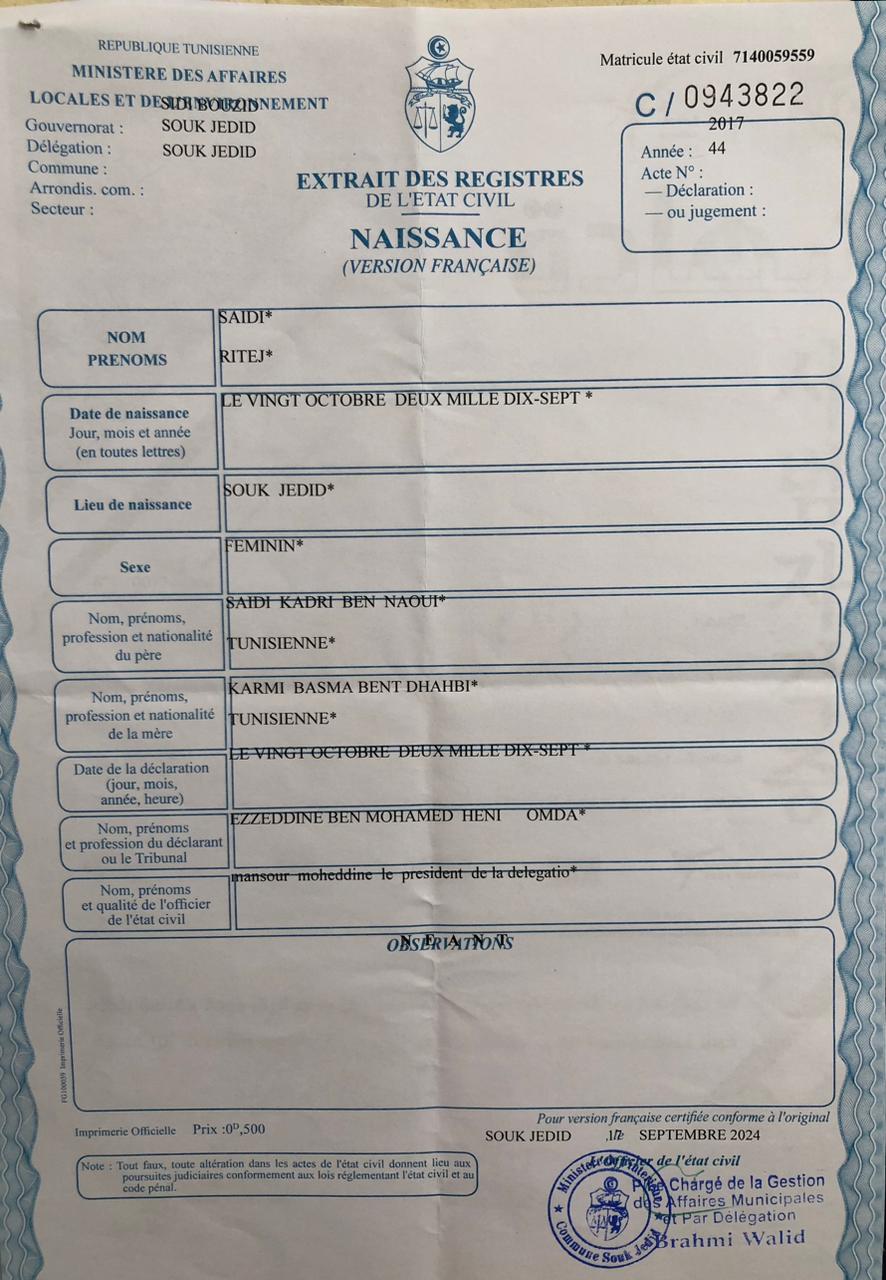 REPUBLIQUE TUNISIENNE
MINISTERE DES AFFAIRES
LOCALES ET DE L'ENVIRONNEMENT
SIDI BOUZID
Gouvernorat : SOUK JEDID
Délégation : SOUK JEDID
Commune :
Arrondis. com. :
Secteur :
Matricule état civil 7140059559
C / 0943822
2017
Année : 44
Acte N° :
— Déclaration :
— ou jugement :
EXTRAIT DES REGISTRES
DE L'ETAT CIVIL
NAISSANCE
(VERSION FRANÇAISE)
NOM
PRENOMS
SAIDI*
RITEJ*
Date de naissance
Jour, mois et année
(en toutes lettres)
LE VINGT OCTOBRE DEUX MILLE DIX-SEPT *
Lieu de naissance
SOUK JEDID*
Sexe
FEMININ*
Nom, prénoms,
profession et nationalité
du père
SAIDI KADRI BEN NAOUI*
TUNISIENNE*
Nom, prénoms,
profession et nationalité
de la mère
KARMI BASMA BENT DHAHBI*
TUNISIENNE*
Date de la déclaration
(jour, mois,
année, heure)
LE VINGT OCTOBRE DEUX MILLE DIX-SEPT *
Nom, prénoms
et profession du déclarant
ou le Tribunal
EZZEDDINE BEN MOHAMED HENI OMDA*
Nom, prénoms
et qualité de l'officier
de l'état civil
mansour moheddine le president de la delegatio*
OBSERVATIONS
N E A N T
FG100039 Imprimerie Officielle
Imprimerie Officielle Prix :0ᴰ,500
Pour version française certifiée conforme à l'original
SOUK JEDID SEPTEMBRE 2024
l'officier de l'état civil
Note : Tout faux, toute altération dans les actes de l'état civil donnent lieu aux
poursuites judiciaires conformement aux lois réglementant l'état civil et au
code pénal.
Commune Souk Jedid
Chargé de la Gestion
des Affaires Municipales
et Par Délégation
Brahmi Walid